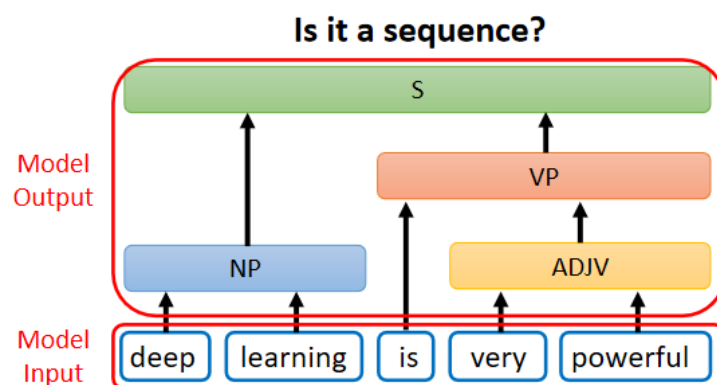 Is it a sequence?
S
Model
Output
VP
NP
ADJV
Model
Input
deep learning is very powerful